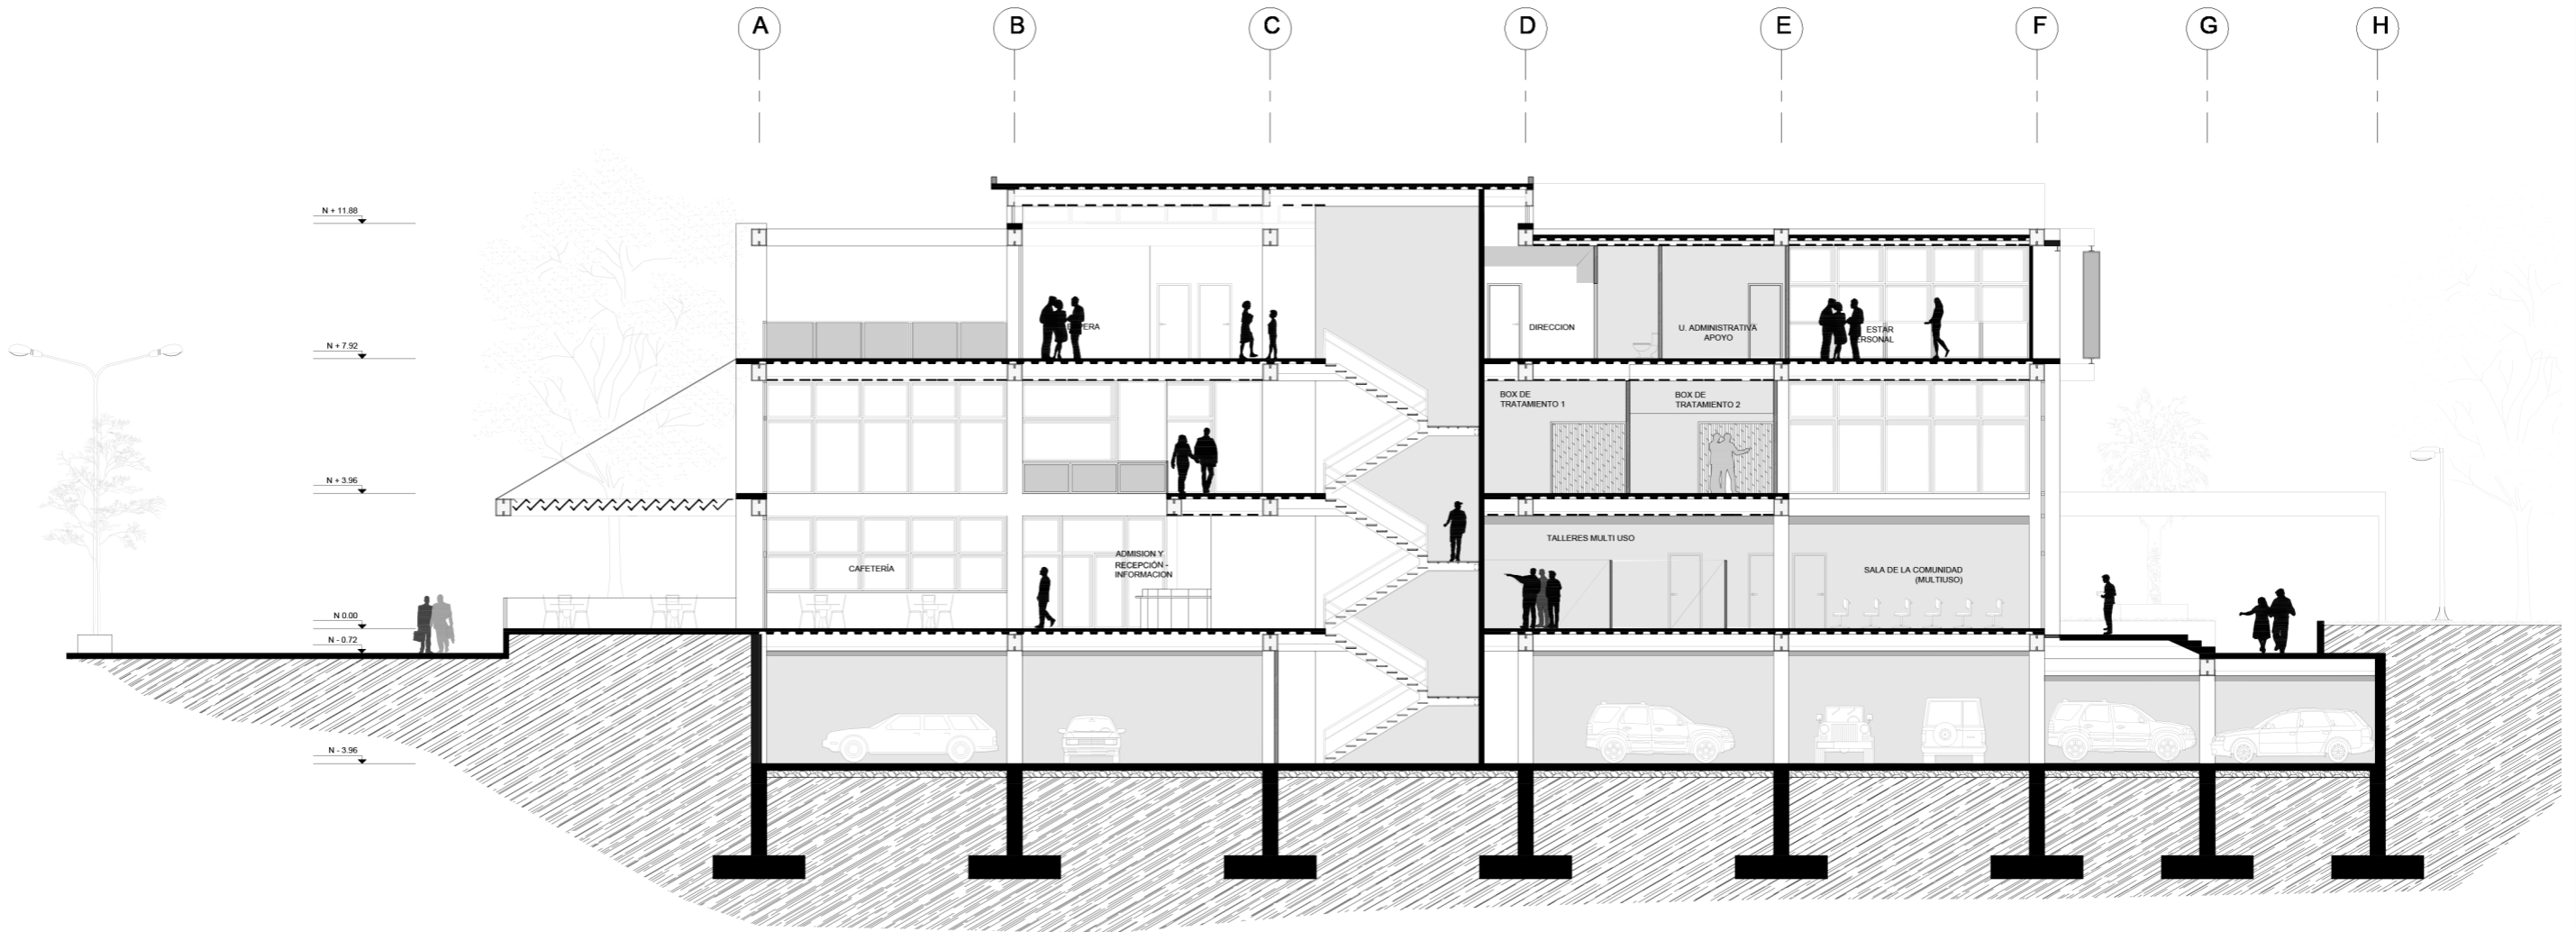 A B C D E F G H
N + 11.88
N + 7.92
DIRECCION
U. ADMINISTRATIVA
APOYO
ESTAR
BOX DE
TRATAMIENTO 1
BOX DE
TRATAMIENTO 2
N + 3.96
CAFETERÍA
ADMISION Y
RECEPCIÓN -
INFORMACION
TALLERES MULTI USO
SALA DE LA COMUNIDAD
(MULTIUSO)
N 0.00
N - 0.72
N - 3.96